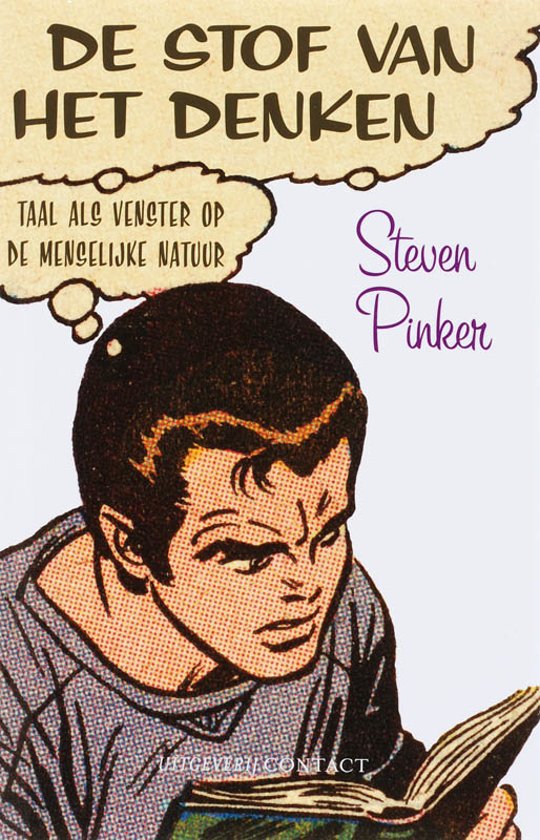 DE STOF VAN
HET DENKEN
TAAL ALS VENSTER OP
DE MENSELIJKE NATUUR
Steven
Pinker
UITGEVERIJ CONTACT